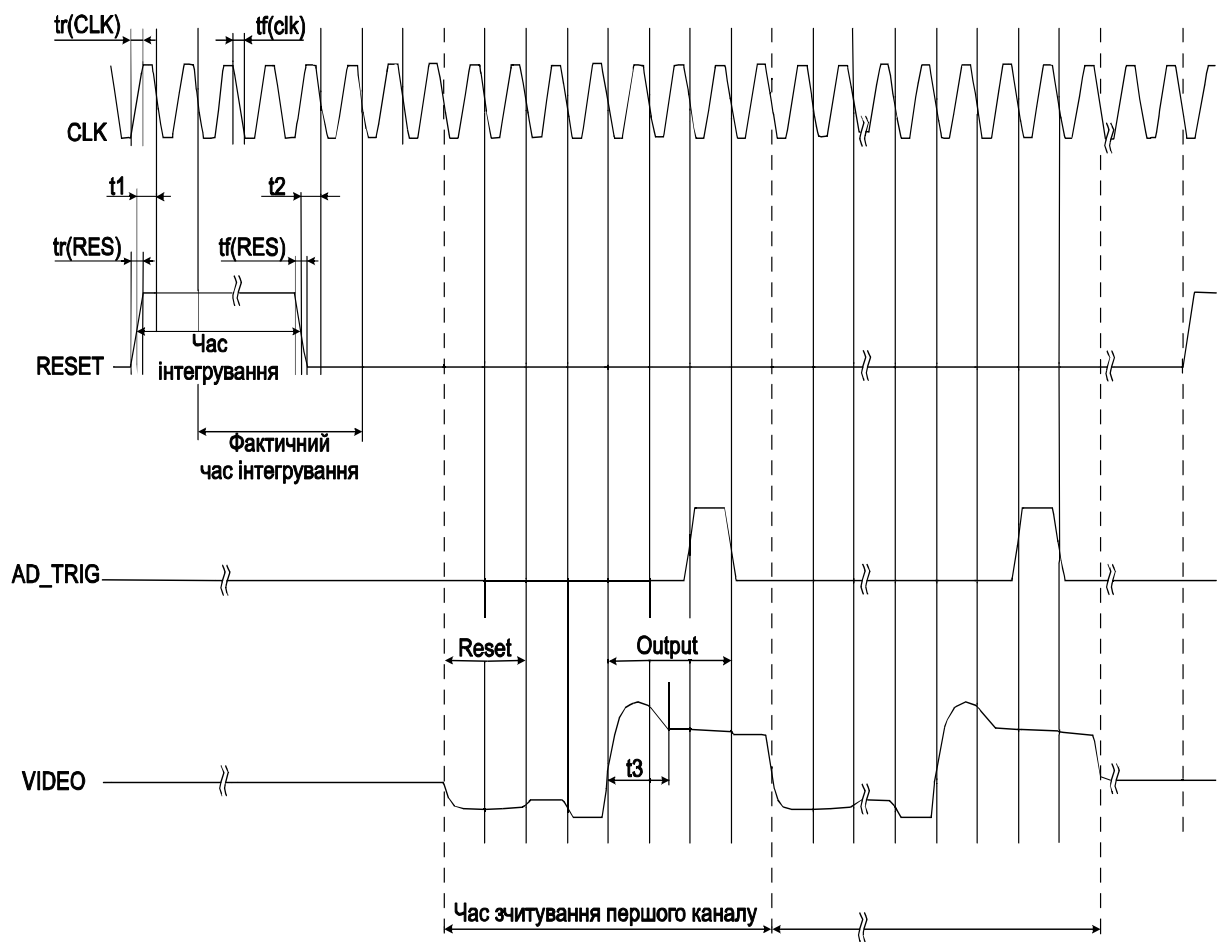 tr(CLK)
tf(clk)
CLK
t1
t2
tr(RES)
tf(RES)
Час
інтегрування
RESET
Фактичний
час інтегрування
AD_TRIG
Reset
Output
t3
VIDEO
Час зчитування першого каналу